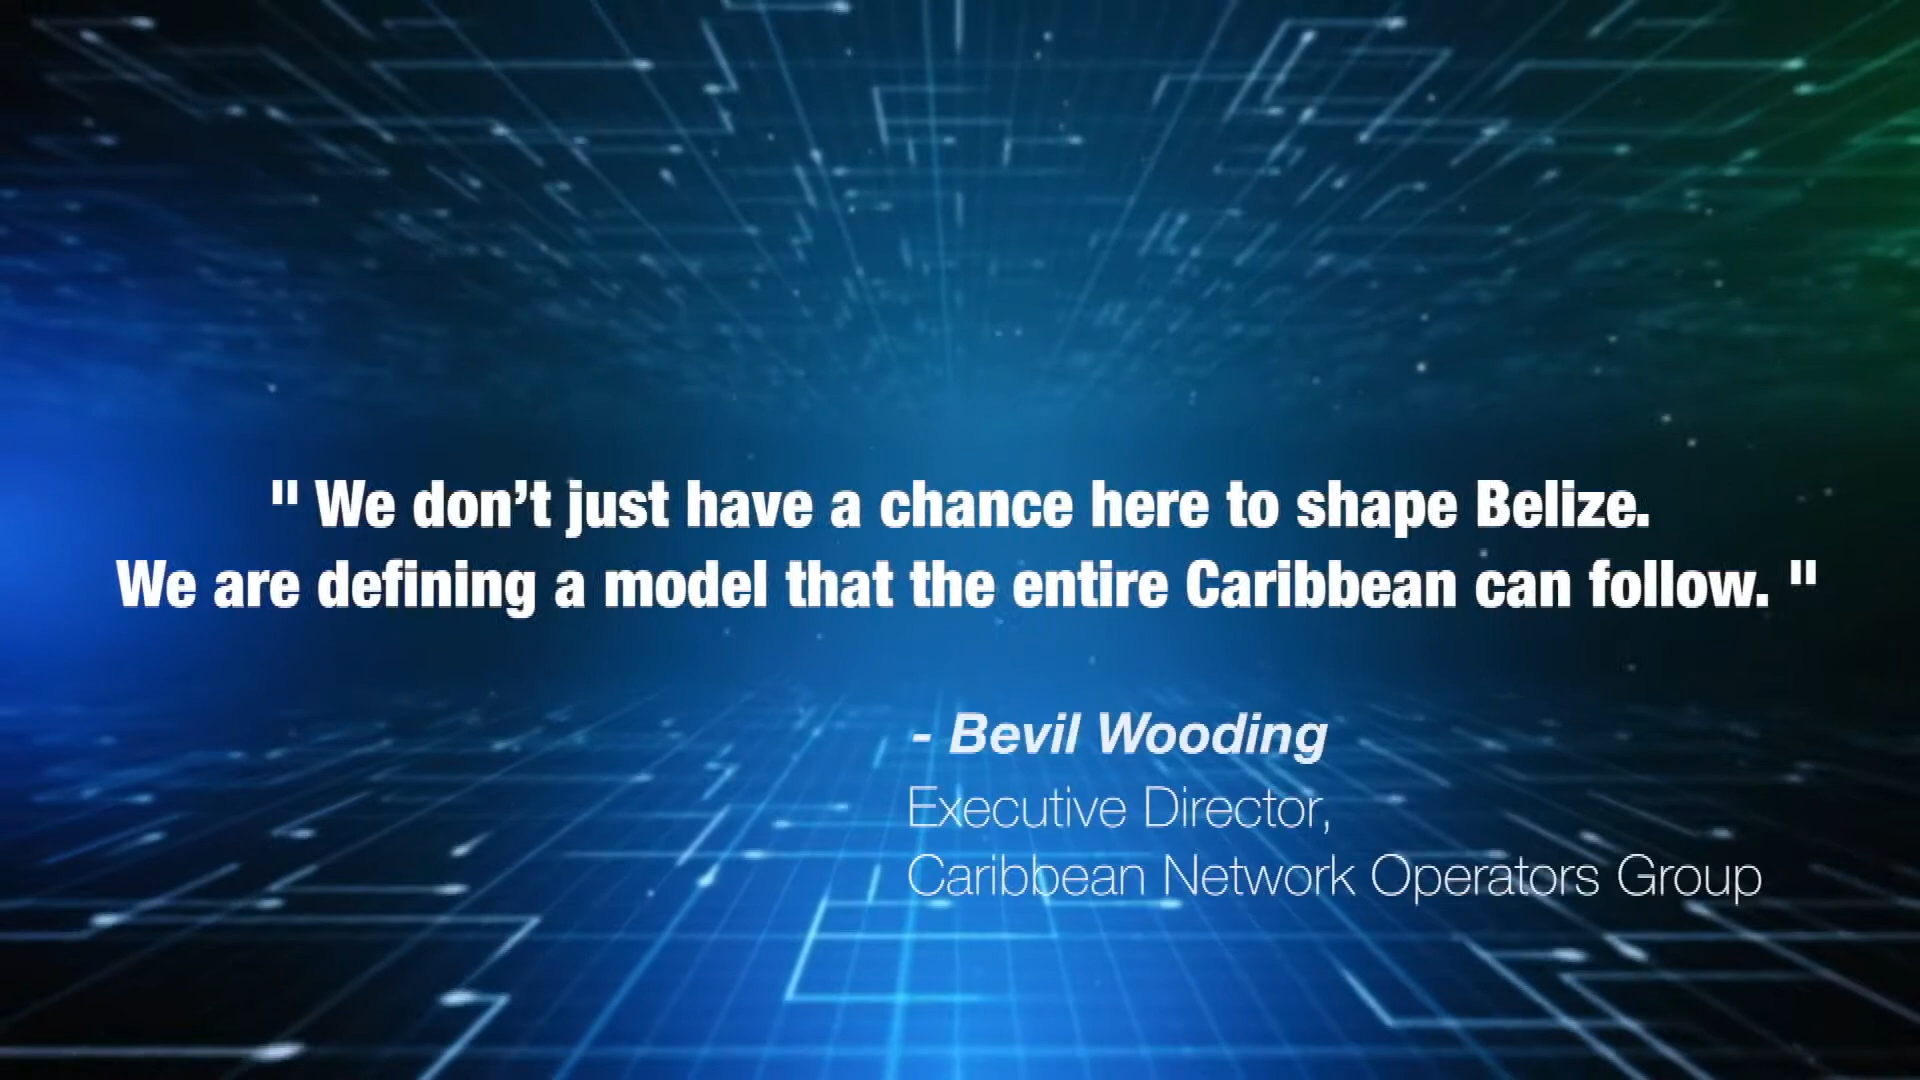 " We don’t just have a chance here to shape Belize.
We are defining a model that the entire Caribbean can follow. "
- Bevil Wooding
Executive Director,
Caribbean Network Operators Group